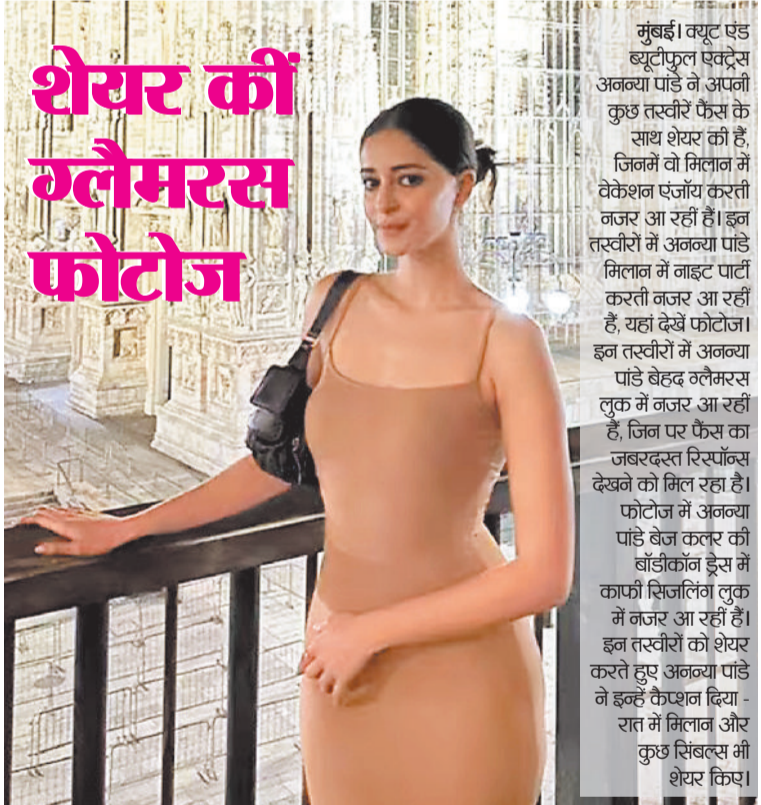 शेयर कीं
ग्लैमरस
फोटोज
मुंबई। क्यूट एंड
ब्यूटीफुल एक्ट्रेस
अनन्या पांडे ने अपनी
कुछ तस्वीरें फैंस के
साथ शेयर की हैं,
जिनमें वो मिलान में
वेकेशन एंजॉय करती
नजर आ रहीं हैं। इन
तस्वीरों में अनन्या पांडे
मिलान में नाइट पार्टी
करती नजर आ रहीं
हैं, यहां देखें फोटोज।
इन तस्वीरों में अनन्या
पांडे बेहद ग्लैमरस
लुक में नजर आ रहीं
हैं, जिन पर फैंस का
जबरदस्त रिस्पॉन्स
देखने को मिल रहा है।
फोटोज में अनन्या
पांडे बेज कलर की
बॉडीकॉन ड्रेस में
काफी सिजलिंग लुक
में नजर आ रहीं हैं।
इन तस्वीरों को शेयर
करते हुए अनन्या पांडे
ने इन्हें कैप्शन दिया -
रात में मिलान और
कुछ सिंबल्स भी
शेयर किए।